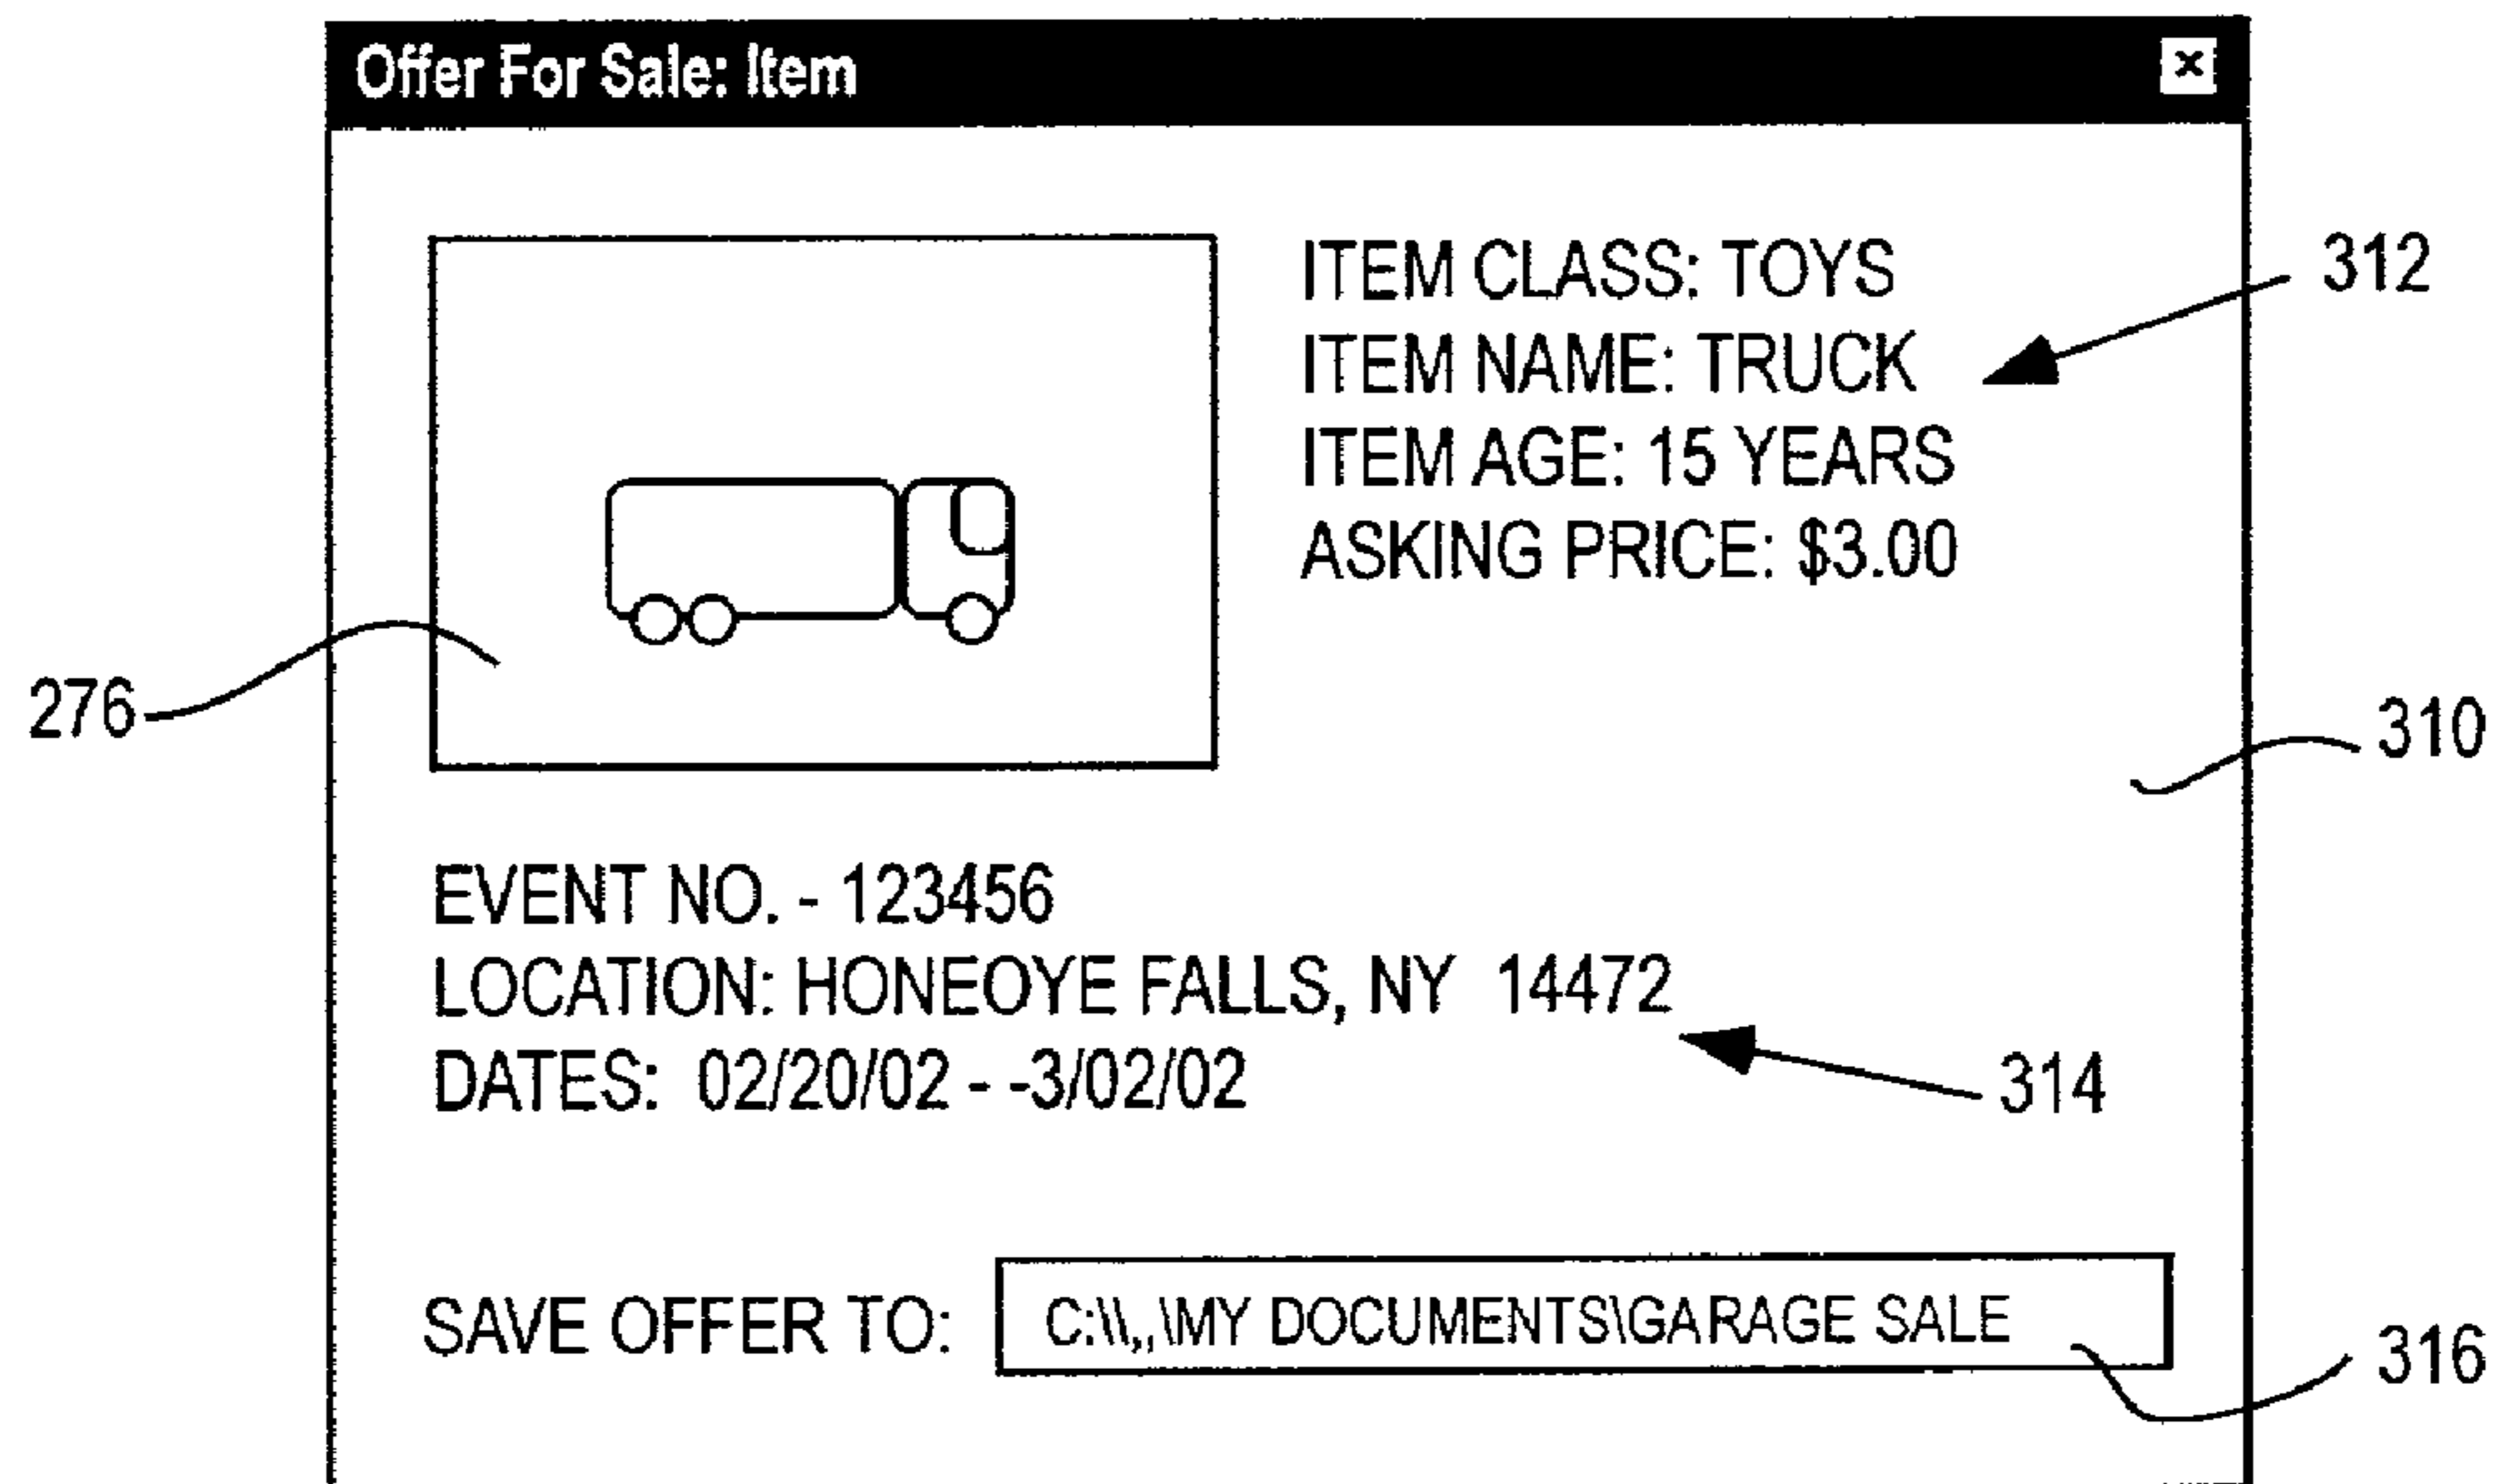 Offer For Sale: Item x
ITEM CLASS: TOYS
312
ITEM NAME: TRUCK
ITEM AGE: 15 YEARS
ASKING PRICE: $3.00
276
310
EVENT NO. - 123456
LOCATION: HONEOYE FALLS, NY 14472
DATES: 02/20/02 - -3/02/02
314
SAVE OFFER TO: C:\\,,\MY DOCUMENTS\GARAGE SALE
316